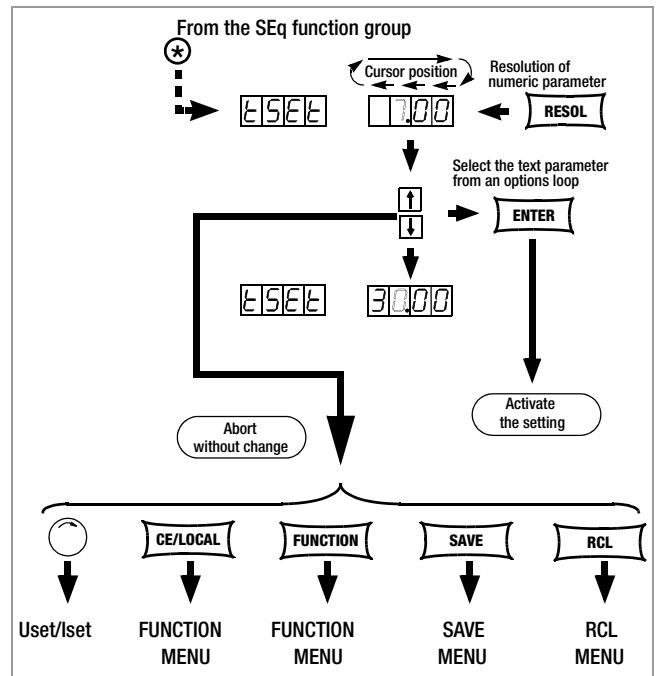 From the SEq function group
*
Cursor position
Resolution of
numeric parameter
tSEt
7.00
RESOL
Select the text parameter
from an options loop
ENTER
tSEt
30.00
Activate
the setting
Abort
without change
CE/LOCAL
FUNCTION
SAVE
RCL
Uset/Iset
FUNCTION
MENU
FUNCTION
MENU
SAVE
MENU
RCL
MENU